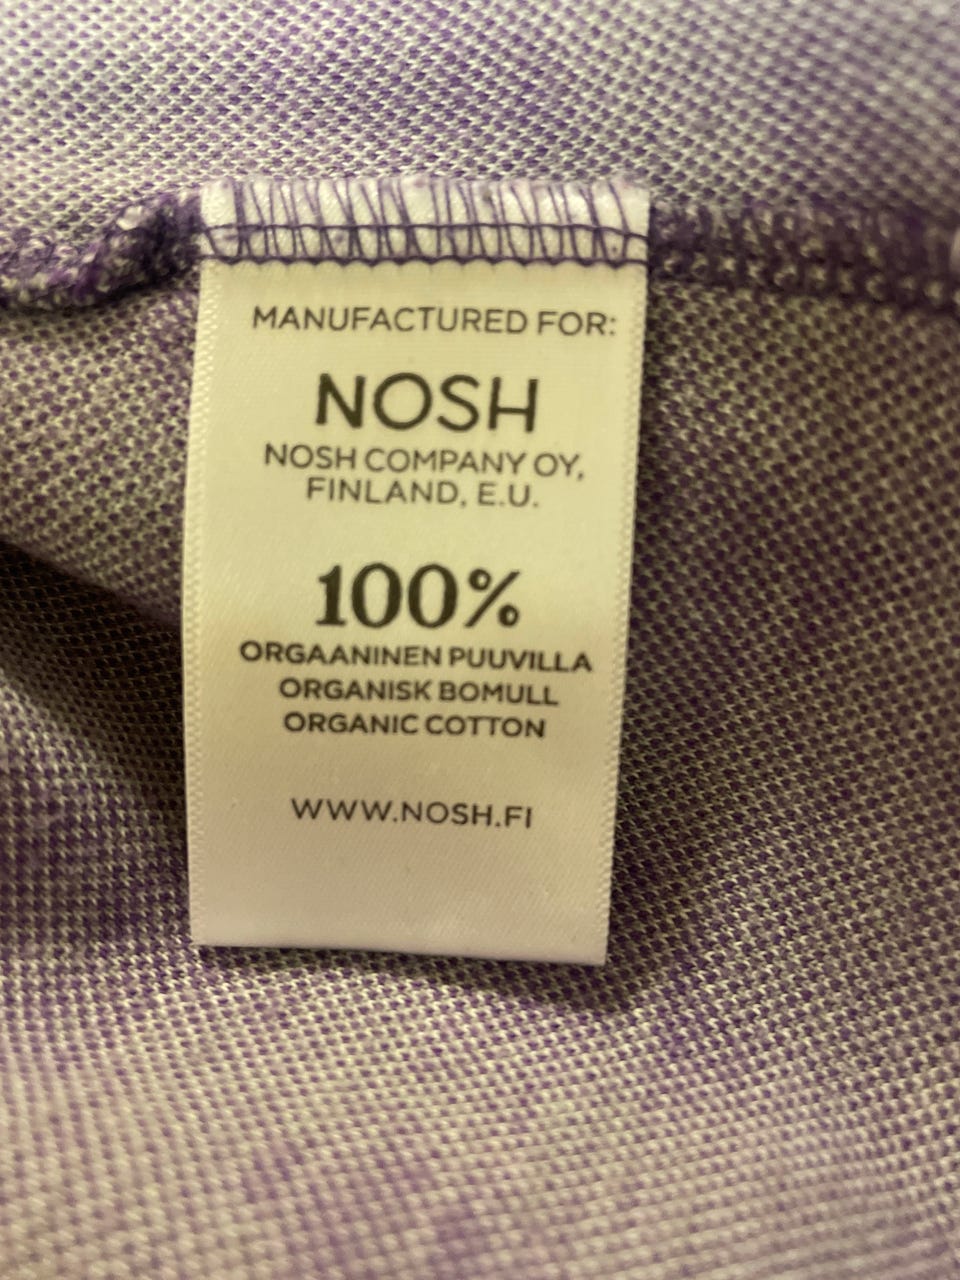 MANUFACTURED FOR:
NOSH
NOSH COMPANY OY,
FINLAND, E.U.
100%
ORGAANINEN PUUVILLA
ORGANISK BOMULL
ORGANIC COTTON
WWW.NOSH.FI